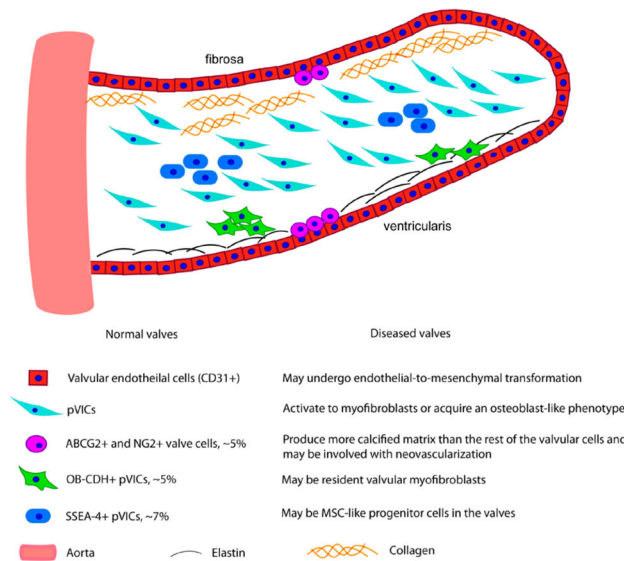 fibrosa
ventricularis
Normal valves
Diseased valves
Valvular endotheilal cells (CD31+)
May undergo endothelial-to-mesenchymal transformation
pVICs
Activate to myofibroblasts or acquire an osteoblast-like phenotype
ABCG2+ and NG2+ valve cells, ~5%
Produce more calcified matrix than the rest of the valvular cells and
may be involved with neovascularization
OB-CDH+ pVICs, ~5%
May be resident valvular myofibroblasts
SSEA-4+ pVICs, ~7%
May be MSC-like progenitor cells in the valves
Aorta
Elastin
Collagen